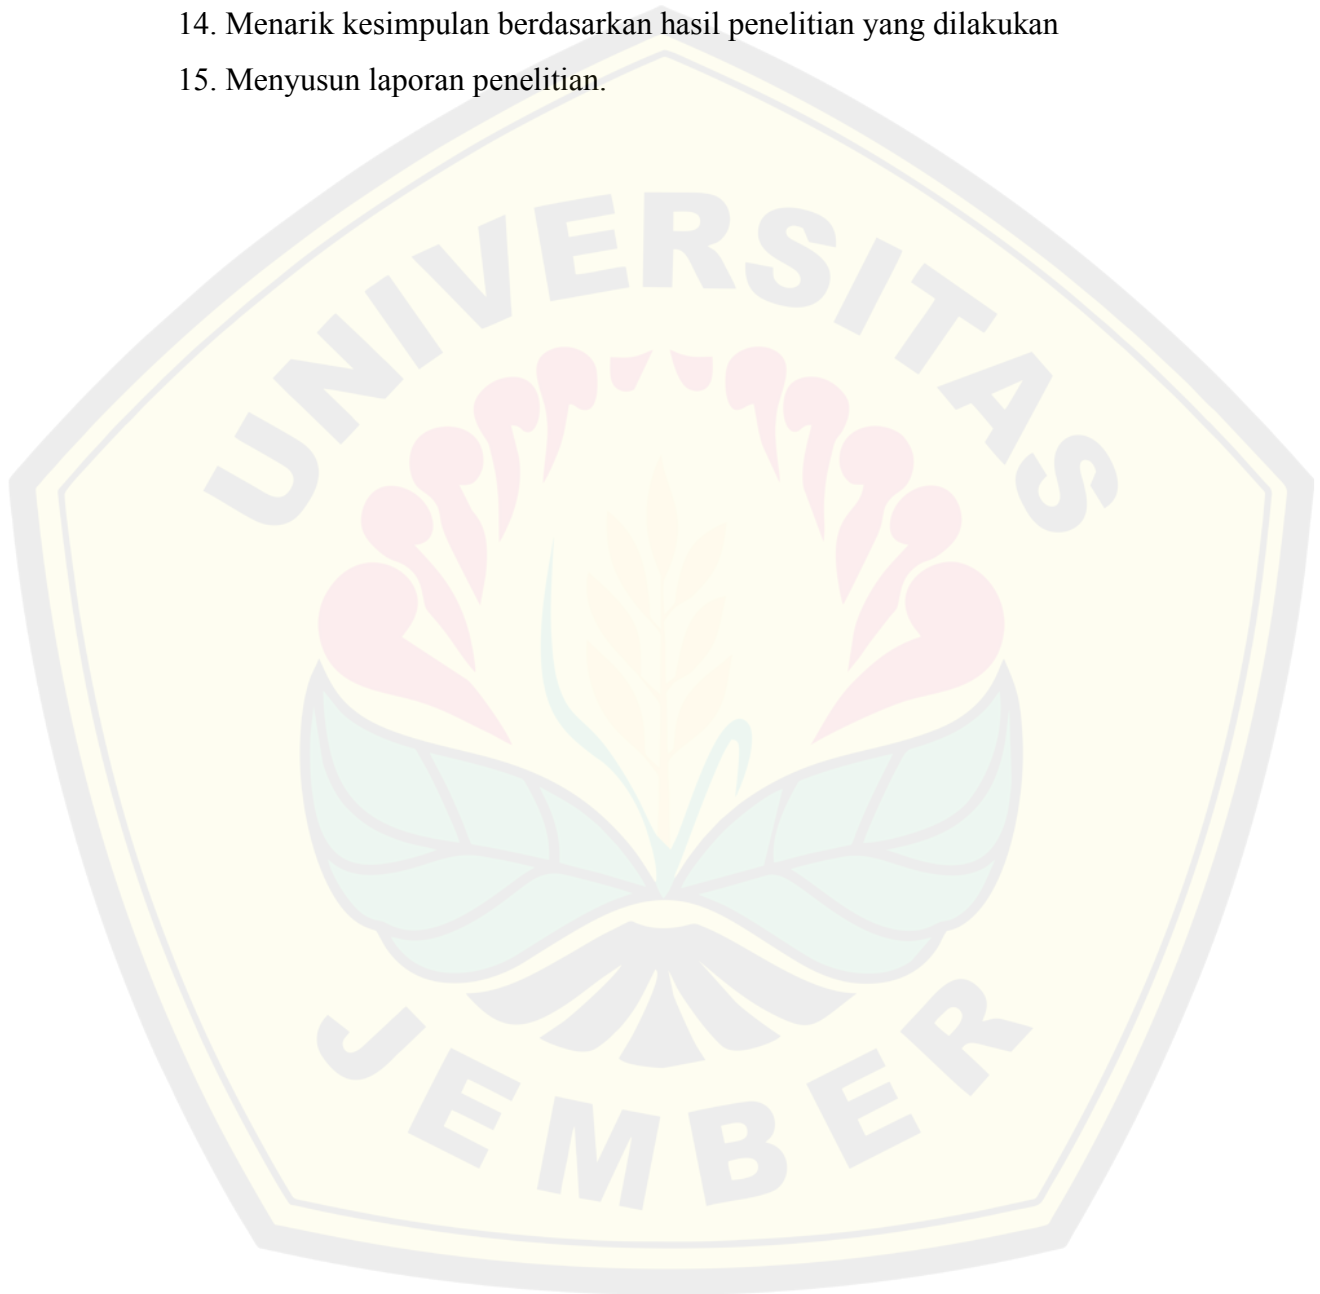 14. Menarik kesimpulan berdasarkan hasil penelitian yang dilakukan
15. Menyusun laporan penelitian.
UNIVERSITAS
JEMBER